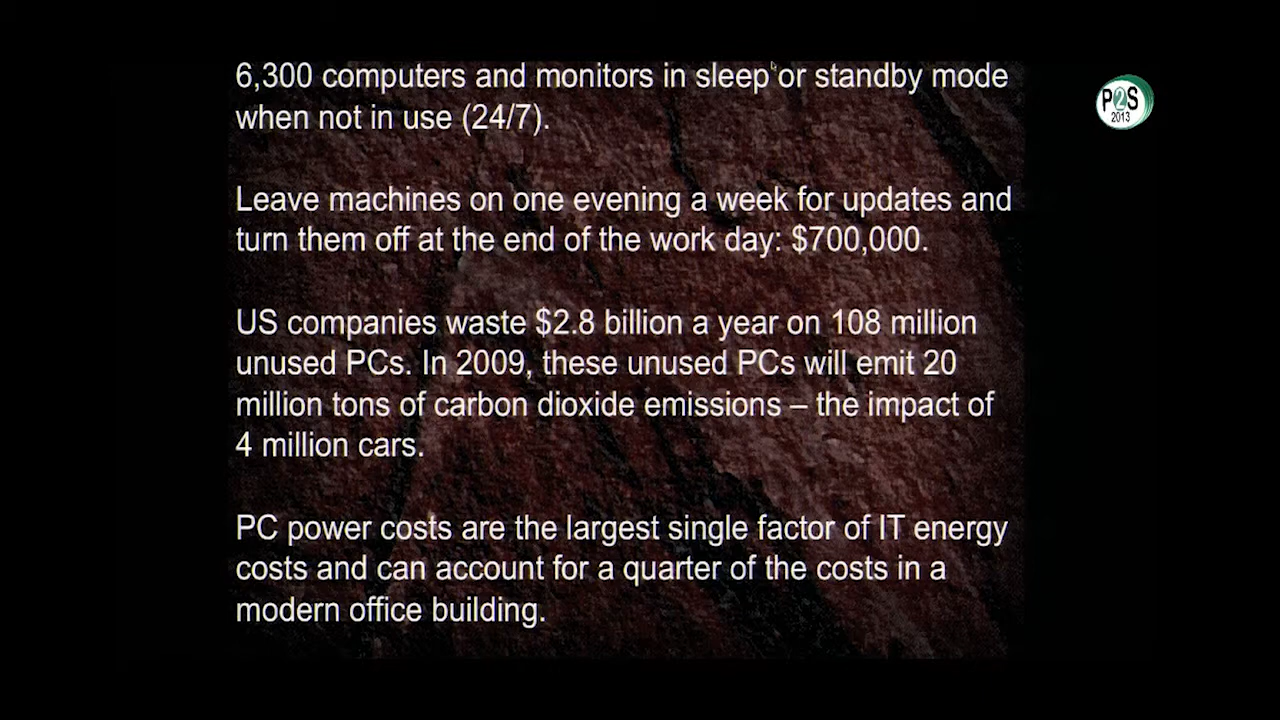 6,300 computers and monitors in sleep or standby mode
when not in use (24/7).
Leave machines on one evening a week for updates and
turn them off at the end of the work day: $700,000.
US companies waste $2.8 billion a year on 108 million
unused PCs. In 2009, these unused PCs will emit 20
million tons of carbon dioxide emissions – the impact of
4 million cars.
PC power costs are the largest single factor of IT energy
costs and can account for a quarter of the costs in a
modern office building.
P2S
2013